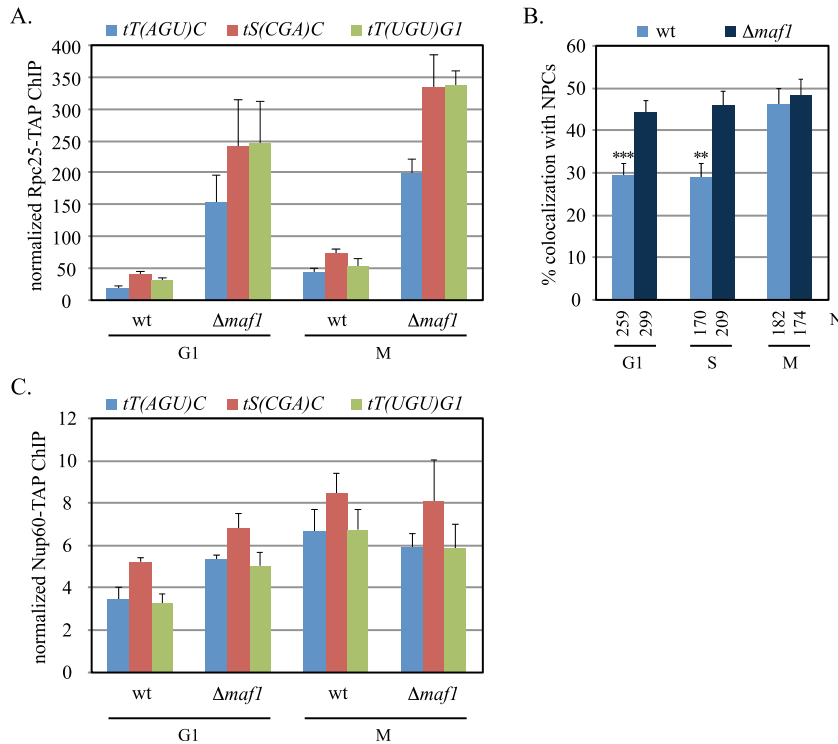 A.
tT(AGU)C tS(CGA)C tT(UGU)G1
normalized Rpc25-TAP ChIP
400
350
300
250
200
150
100
50
0
wt Δmaf1 wt Δmaf1
G1 M
B.
wt Δmaf1
% colocalization with NPCs
60
50
40
30
20
10
0
*** **
259 299 170 209 182 174 N
G1 S M
C.
tT(AGU)C tS(CGA)C tT(UGU)G1
normalized Nup60-TAP ChIP
12
10
8
6
4
2
0
wt Δmaf1 wt Δmaf1
G1 M